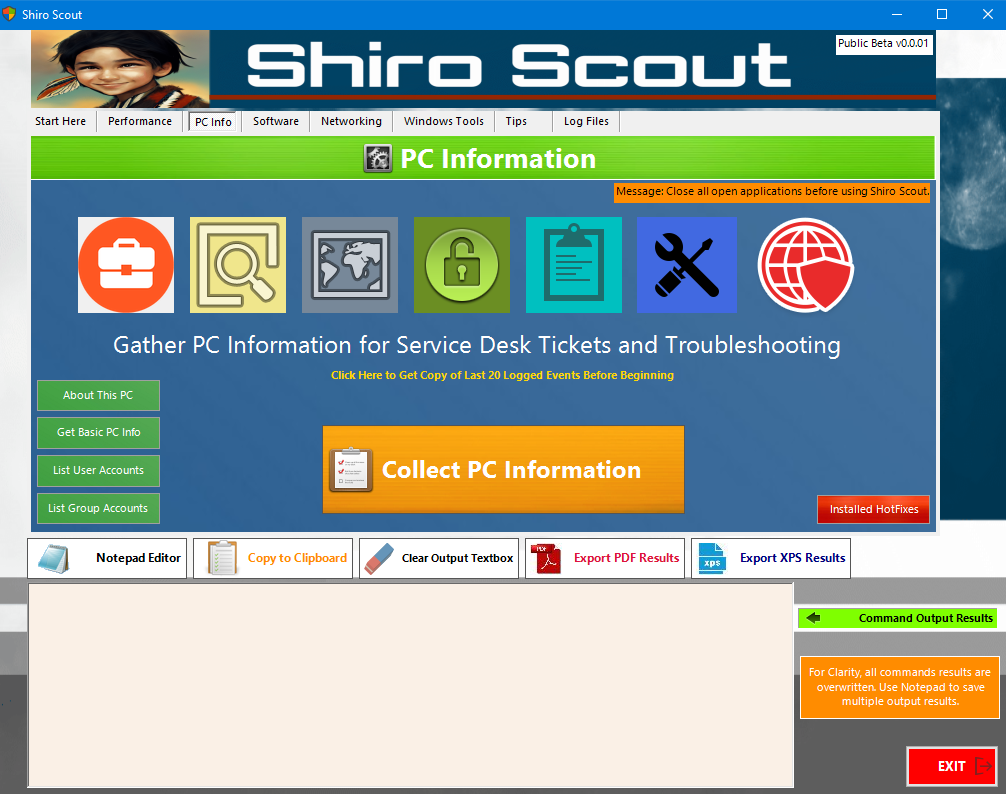 Shiro Scout
Shiro Scout
Public Beta v0.0.01
Start Here
Performance
PC Info
Software
Networking
Windows Tools
Tips
Log Files
PC Information
Message: Close all open applications before using Shiro Scout.
Gather PC Information for Service Desk Tickets and Troubleshooting
Click Here to Get Copy of Last 20 Logged Events Before Beginning
About This PC
Get Basic PC Info
List User Accounts
List Group Accounts
Collect PC Information
Installed HotFixes
Notepad Editor
Copy to Clipboard
Clear Output Textbox
PDF
Export PDF Results
xps
Export XPS Results
Command Output Results
For Clarity, all commands results are
overwritten. Use Notepad to save
multiple output results.
EXIT